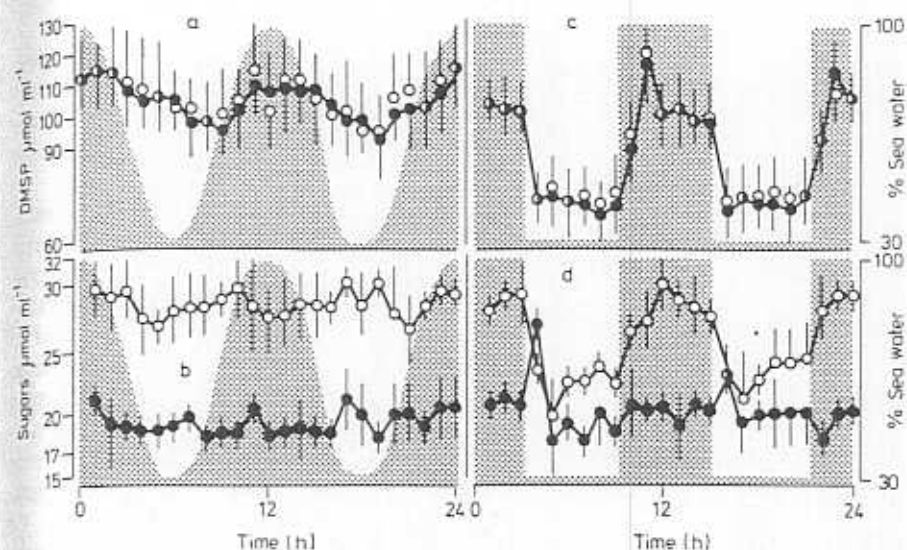 a
c
130
120
110
100
90
60
DMSP µmol ml⁻¹
100
% Sea water
30
32
30
25
20
17
15
Sugars µmol ml⁻¹
b
d
100
% Sea water
30
0
12
24
0
12
24
Time [h]
Time (h)